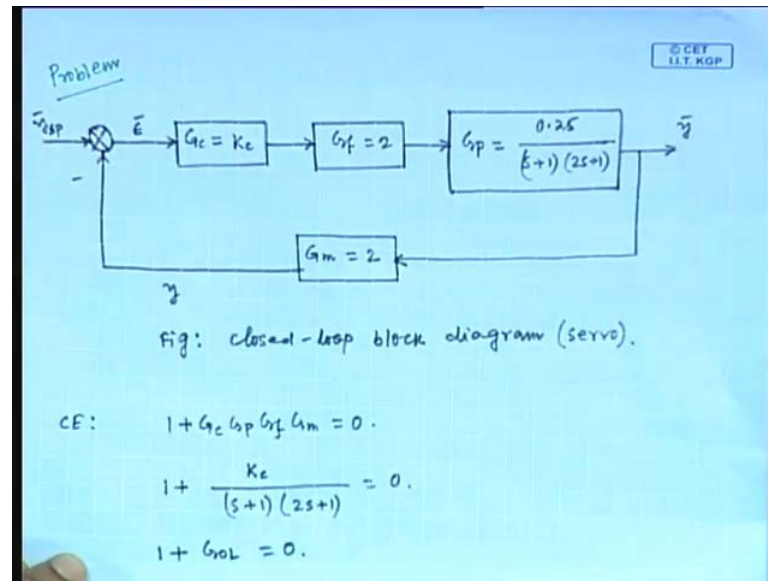 © CET
I.I.T. KGP
Problem
ȳsp
Ē
Gc = Kc
Gf = 2
Gp = 0.25 / (s+1) (2s+1)
ȳ
-
Gm = 2
y
Fig: closed-loop block diagram (servo).
CE: 1 + Gc Gp Gf Gm = 0.
1 + Kc / (s+1) (2s+1) = 0.
1 + GOL = 0.